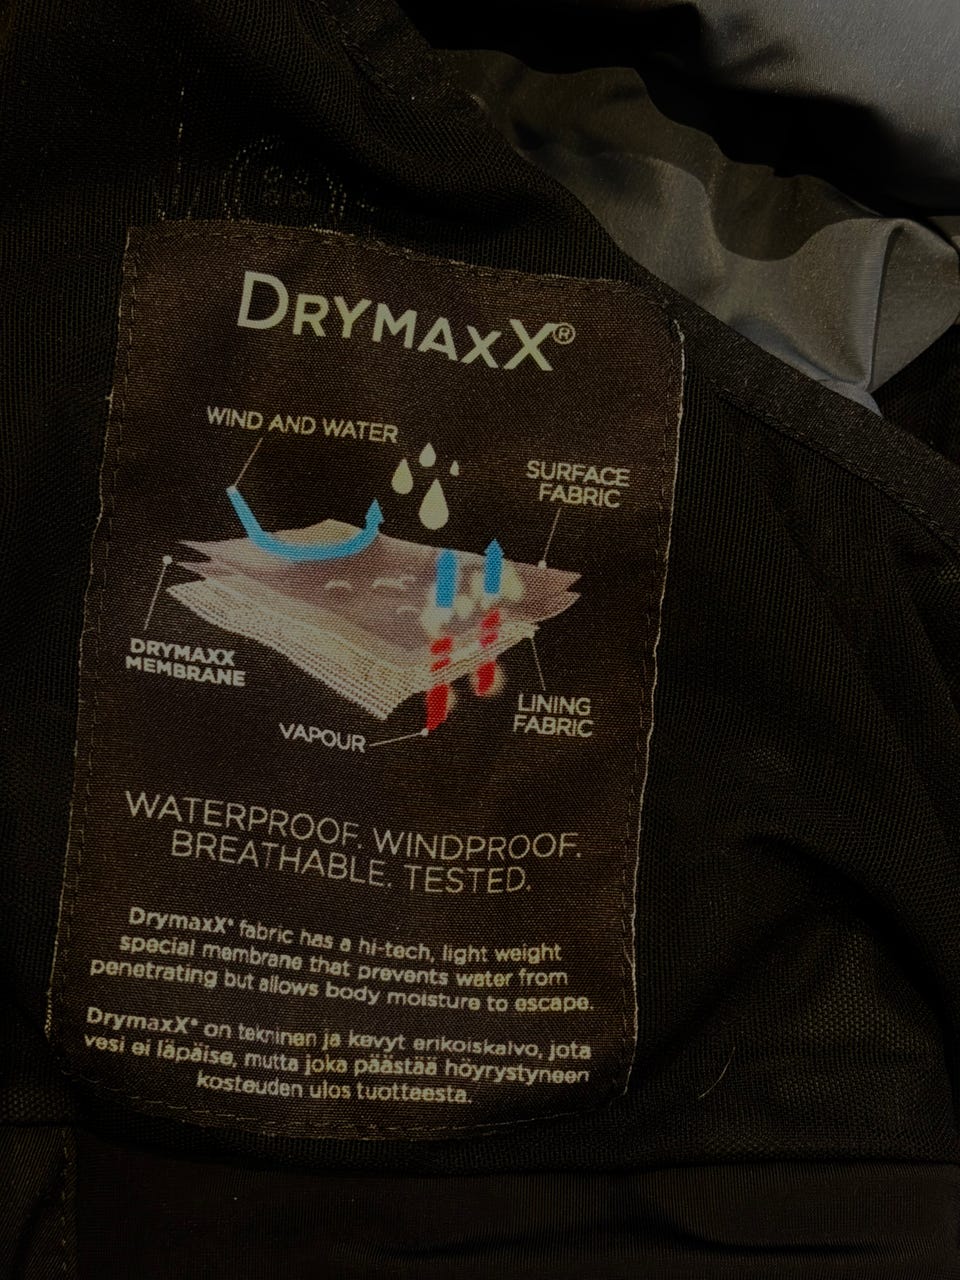 DRYMAXX®
WIND AND WATER
SURFACE
FABRIC
DRYMAXX
MEMBRANE
LINING
FABRIC
VAPOUR
WATERPROOF. WINDPROOF.
BREATHABLE. TESTED.
DrymaxX® fabric has a hi-tech, light weight
special membrane that prevents water from
penetrating but allows body moisture to escape.
DrymaxX® on tekninen ja kevyt erikoiskalvo, jota
vesi ei läpäise, mutta joka päästää höyrystyneen
kosteuden ulos tuotteesta.